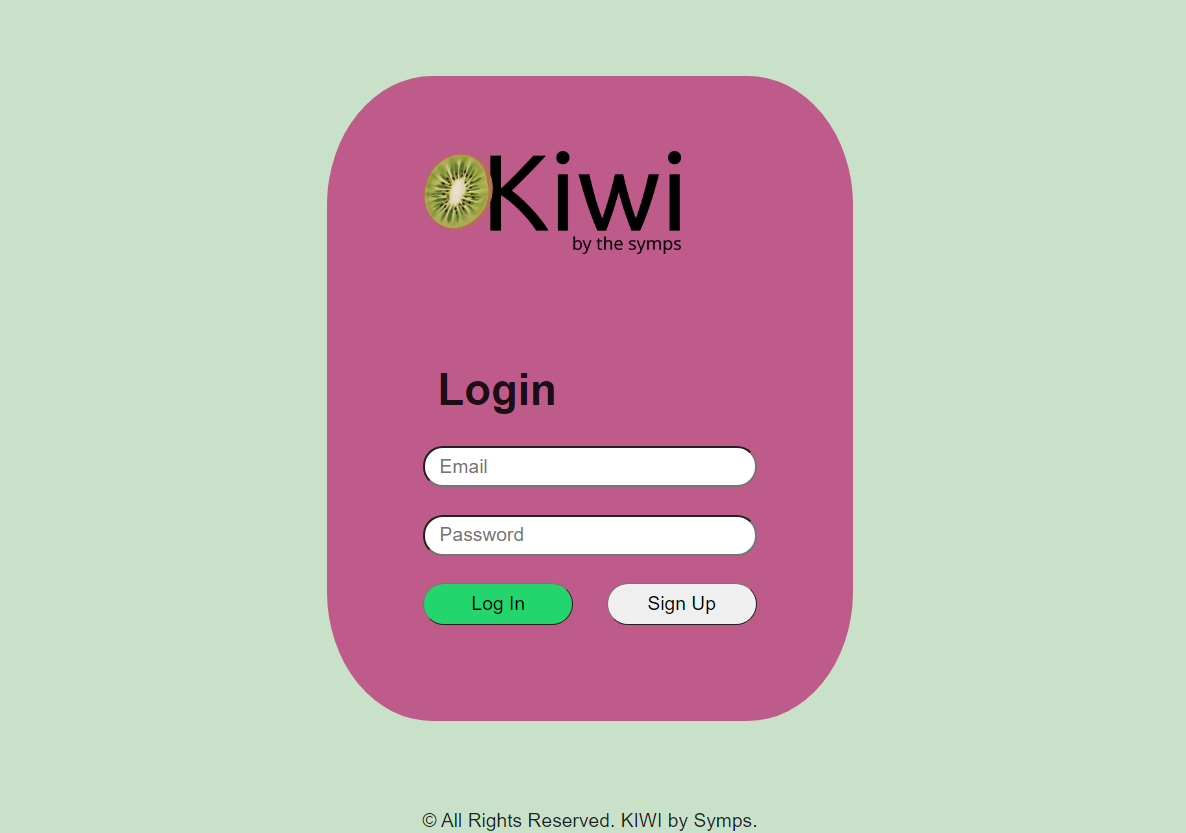 Kiwi
by the symps
Login
Email
Password
Log In
Sign Up
© All Rights Reserved. KIWI by Symps.